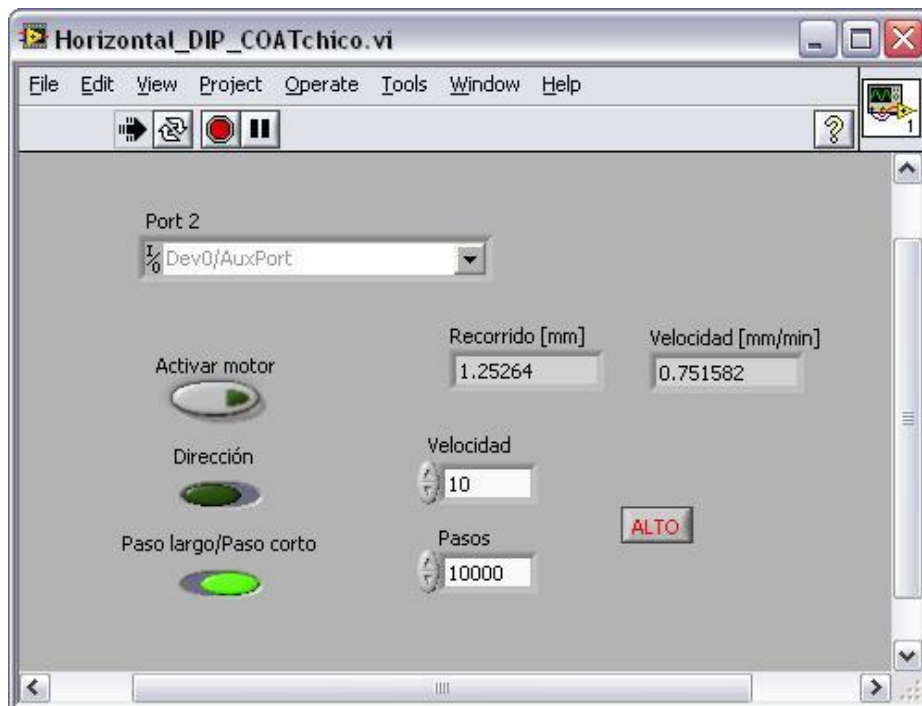 Horizontal_DIP_COATchico.vi
File Edit View Project Operate Tools Window Help
?
1
Port 2
I/O Dev0/AuxPort
Recorrido [mm] Velocidad [mm/min]
1.25264 0.751582
Activar motor
Dirección
Velocidad
10
ALTO
Paso largo/Paso corto
Pasos
10000